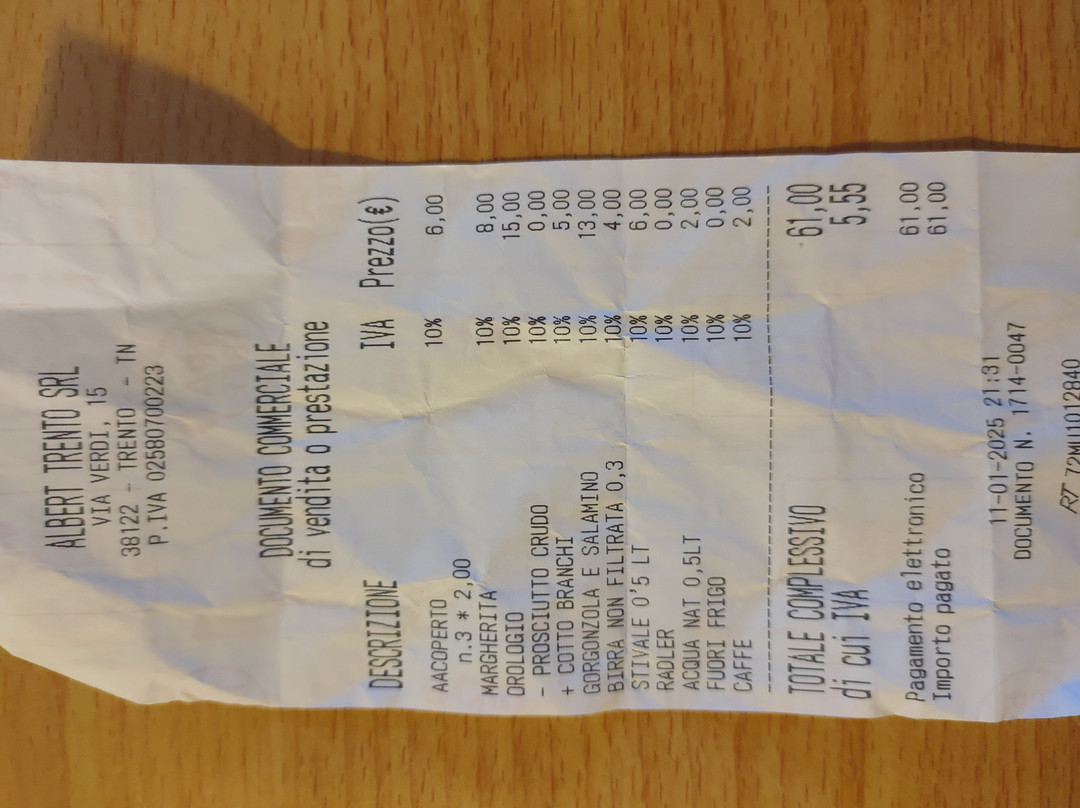 ALBERT TRENTO SRL
VIA VERDI, 15
38122 - TRENTO - TN
P.IVA 02580700223
DOCUMENTO COMMERCIALE
di vendita o prestazione
DESCRIZIONE IVA Prezzo(€)
AACOPERTO 10% 6,00
n.3 * 2,00
MARGHERITA 10% 8,00
OROLOGIO 10% 15,00
- PROSCIUTTO CRUDO 10% 0,00
+ COTTO BRANCHI 10% 5,00
GORGONZOLA E SALAMINO 10% 13,00
BIRRA NON FILTRATA 0,3 10% 4,00
STIVALE 0'5 LT 10% 6,00
RADLER 10% 0,00
ACQUA NAT 0,5LT 10% 2,00
FUORI FRIGO 10% 0,00
CAFFE 10% 2,00
TOTALE COMPLESSIVO 61,00
di cui IVA 5,55
Pagamento elettronico 61,00
Importo pagato 61,00
11-01-2025 21:31
DOCUMENTO N. 1714-0047
RT 72MU1012840